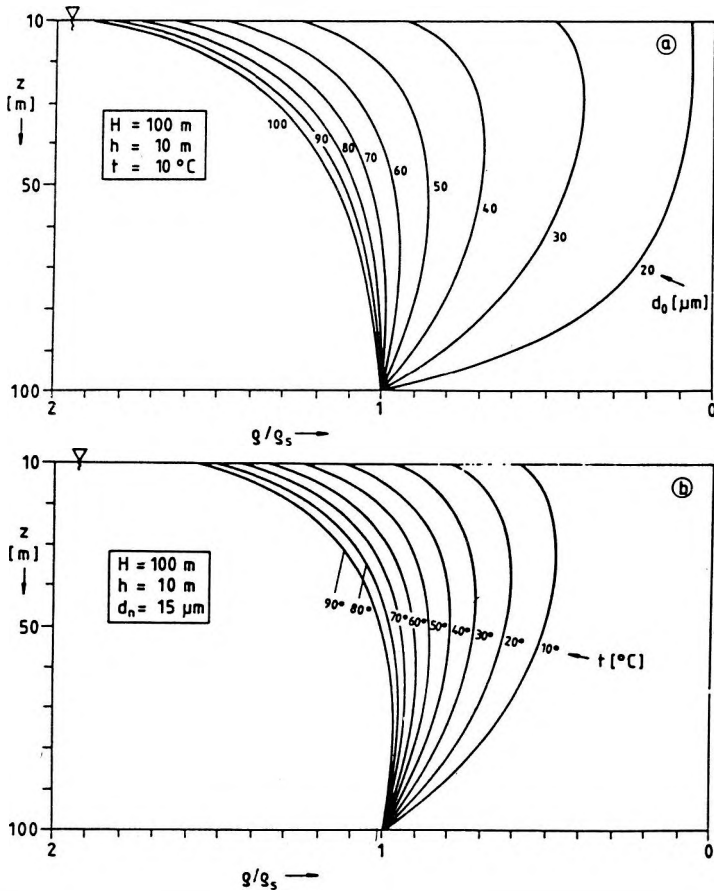 10
z
[m]
50
100
H = 100 m
h = 10 m
t = 10 °C
100
90
80
70
60
50
40
30
20
d₀ [µm]
ⓐ
2
1
0
ϱ/ϱₛ
10
z
[m]
50
100
H = 100 m
h = 10 m
dₙ = 15 µm
90° 80° 70° 60° 50° 40° 30° 20° 10°
t [°C]
ⓑ
2
1
0
ϱ/ϱₛ